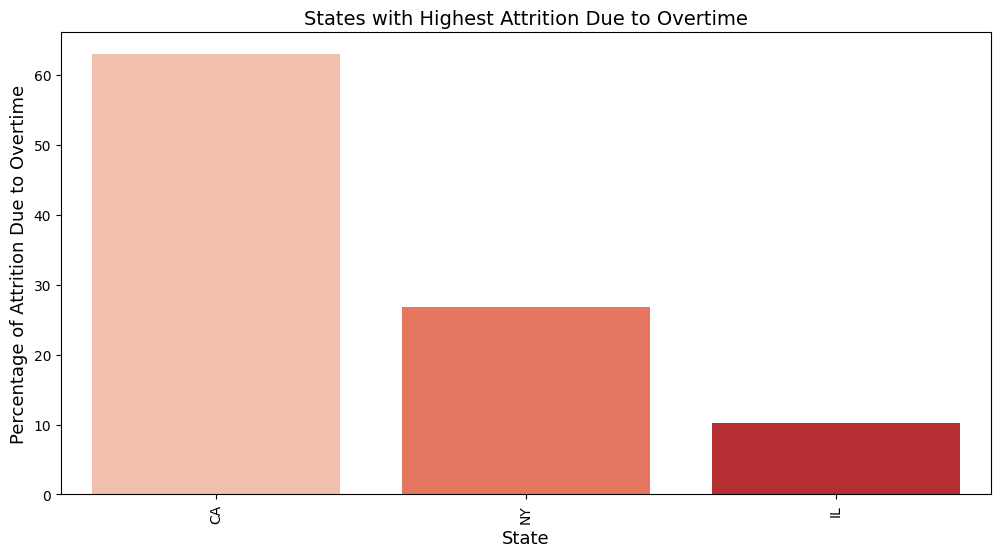 States with Highest Attrition Due to Overtime
Percentage of Attrition Due to Overtime
60
50
40
30
20
10
0
CA
NY
IL
State